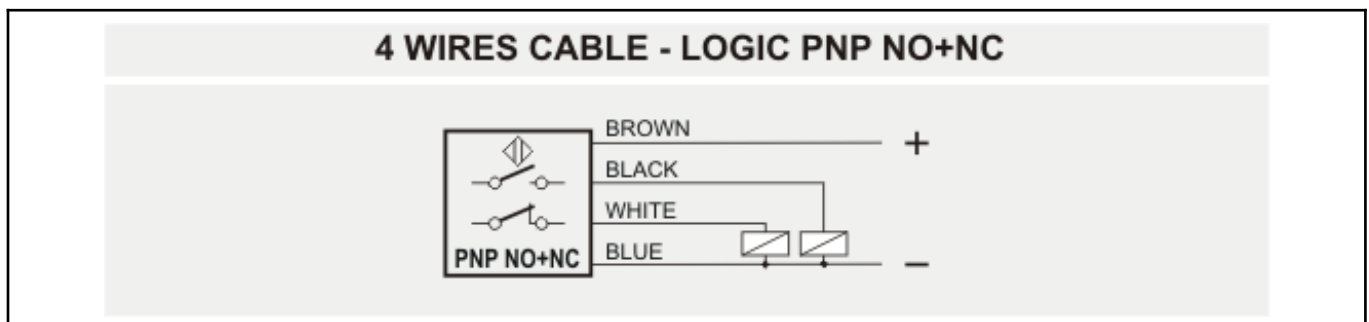 4 WIRES CABLE - LOGIC PNP NO+NC
BROWN
+
BLACK
WHITE
BLUE
−
PNP NO+NC